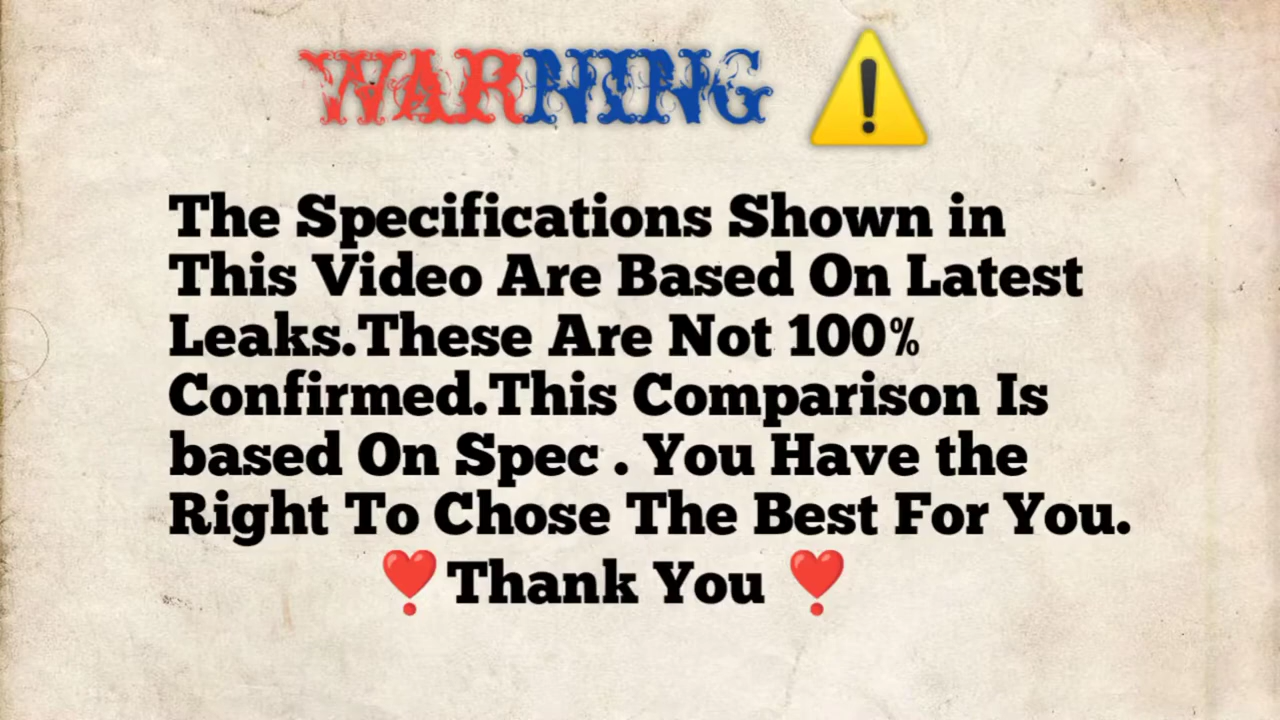 WARNING ⚠️
The Specifications Shown in
This Video Are Based On Latest
Leaks.These Are Not 100%
Confirmed.This Comparison Is
based On Spec . You Have the
Right To Chose The Best For You.
❣️Thank You ❣️